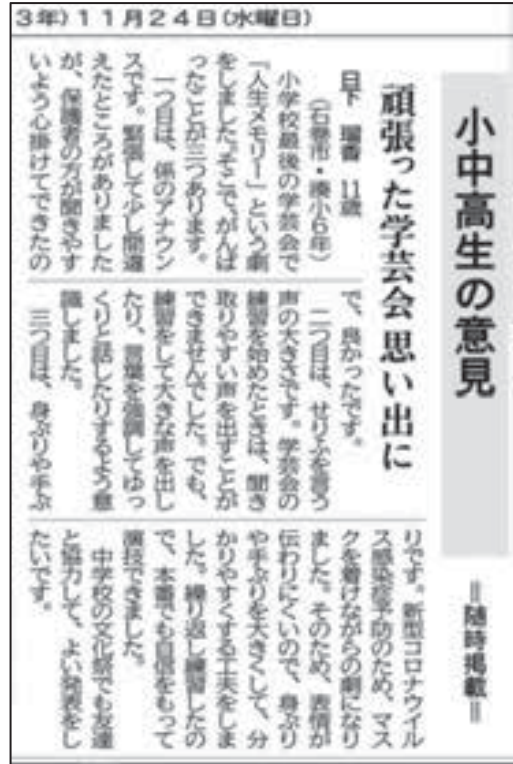 3年)11月24日(水曜日)
小中高生の意見
=随時掲載=
頑張った学芸会 思い出に
日下 瑠香 11歳
(石巻市・湊小6年)
小学校最後の学芸会で
「人生メモリー」という劇
をしました。そこで、がんば
ったことが三つあります。
一つ目は、係のアナウン
スです。緊張して少し間違
えたところがありました
が、保護者の方が聞きやす
いよう心掛けてできたの
で、良かったです。
二つ目は、せりふを言う
声の大きさです。学芸会の
練習を始めたときは、聞き
取りやすい声を出すことが
できませんでした。でも、
練習をして大きな声を出し
たり、言葉を強調してゆっ
くりと話したりするよう意
識しました。
三つ目は、身ぶりや手ぶ
りです。新型コロナウイル
ス感染症予防のため、マス
クを着けながらの劇になり
ました。そのため、表情が
伝わりにくいので、身ぶり
や手ぶりを大きくして、分
かりやすくする工夫をしま
した。繰り返し練習したの
で、本番でも自信をもって
演技できました。
中学校の文化祭でも友達
と協力して、よい発表をし
たいです。